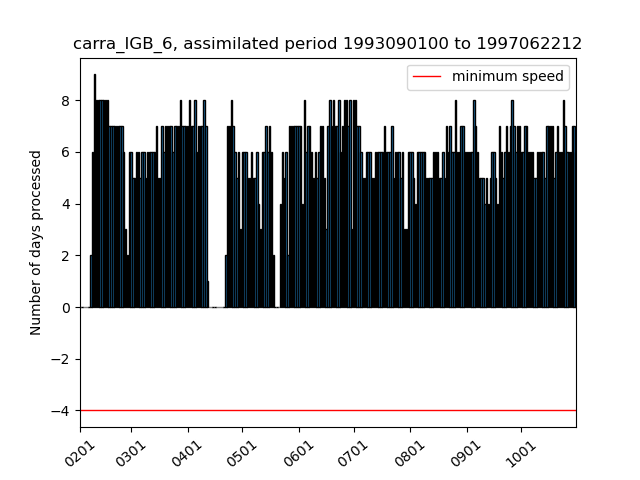 carra_IGB_6, assimilated period 1993090100 to 1997062212
minimum speed
Number of days processed
8
6
4
2
0
−2
−4
0201 0301 0401 0501 0601 0701 0801 0901 1001